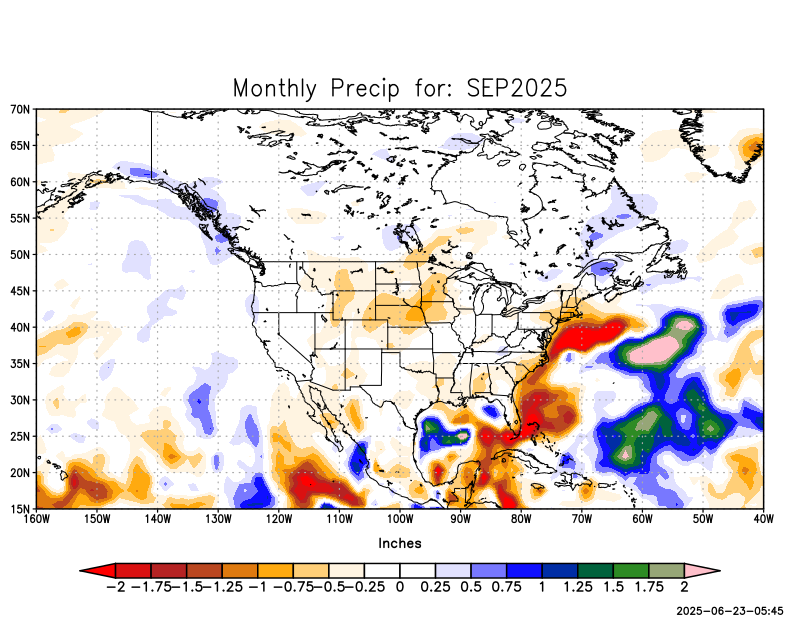 Monthly Precip for: SEP2025
70N
65N
60N
55N
50N
45N
40N
35N
30N
25N
20N
15N
160W 150W 140W 130W 120W 110W 100W 90W 80W 70W 60W 50W 40W
Inches
-2 -1.75 -1.5 -1.25 -1 -0.75 -0.5 -0.25 0 0.25 0.5 0.75 1 1.25 1.5 1.75 2
2025-06-23-05:45